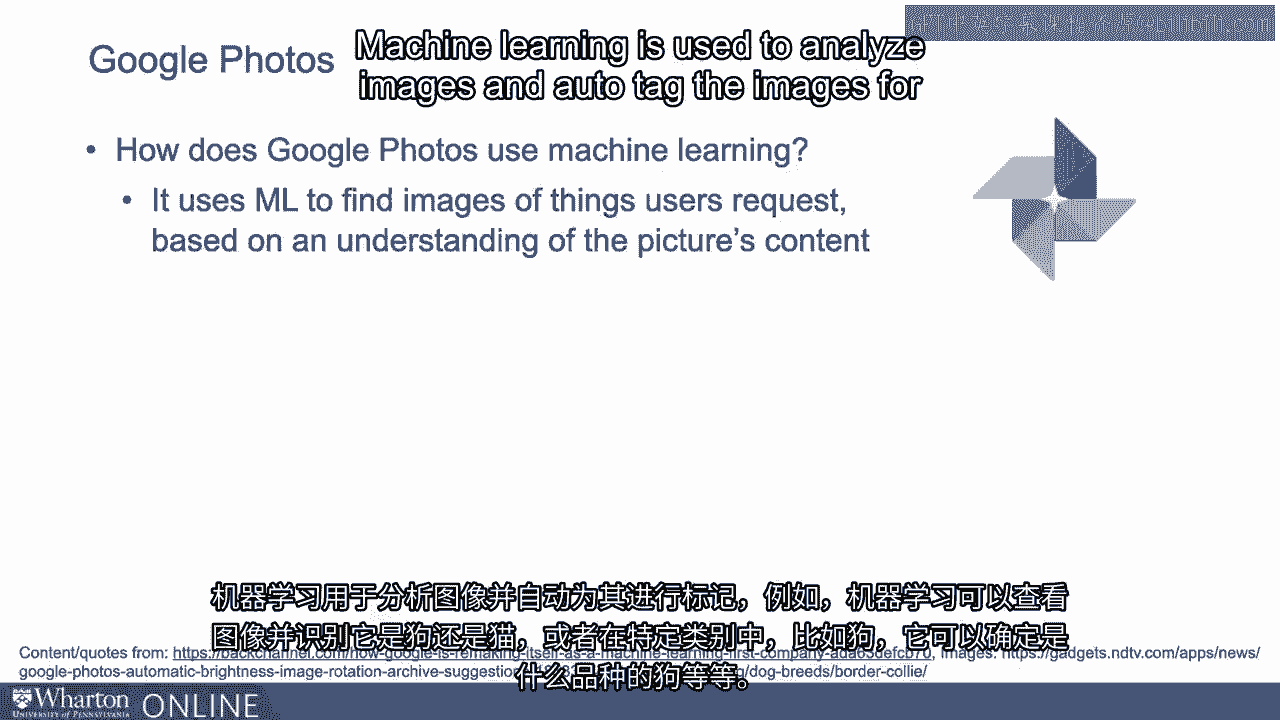 Google Photos
Machine learning is used to analyze
images and auto tag the images for
• How does Google Photos use machine learning?
• It uses ML to find images of things users request,
based on an understanding of the picture's content
机器学习用于分析图像并自动为其进行标记，例如，机器学习可以查看
图像并识别它是狗还是猫，或者在特定类别中，比如狗，它可以确定是
什么品种的狗等等。
Content/quotes from: https://backchannel.com/how-google-is-remaking-itself-as-a-machine-learning-first-company-ada63defcb70, Images: https://gadgets.ndtv.com/apps/news/
google-photos-automatic-brightness-image-rotation-archive-suggestion
/dog-breeds/border-collie/
Wharton
UNIVERSITY of PENNSYLVANIA
ONLINE